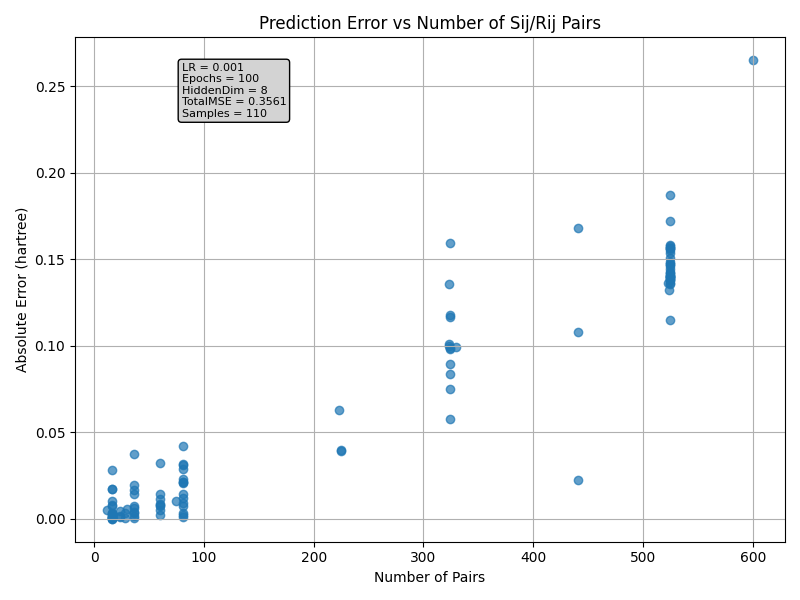 Prediction Error vs Number of Sij/Rij Pairs
LR = 0.001
Epochs = 100
HiddenDim = 8
TotalMSE = 0.3561
Samples = 110
Absolute Error (hartree)
0.25
0.20
0.15
0.10
0.05
0.00
0 100 200 300 400 500 600
Number of Pairs